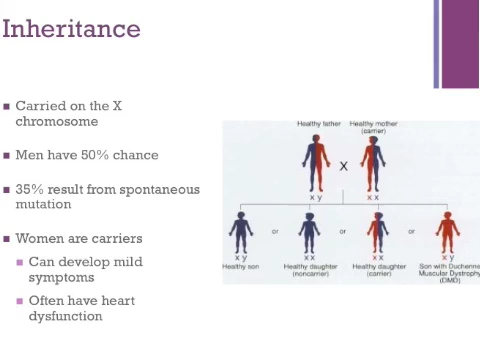 Inheritance
Carried on the X
chromosome
Men have 50% chance
35% result from spontaneous
mutation
Women are carriers
Can develop mild
symptoms
Often have heart
dysfunction
Healthy father
Healthy mother
(carrier)
X
x y
x x
or
or
or
x y
x x
x x
x y
Healthy son
Healthy daughter
(noncarrier)
Healthy daughter
(carrier)
Son with Duchenne
Muscular Dystrophy
(DMD)